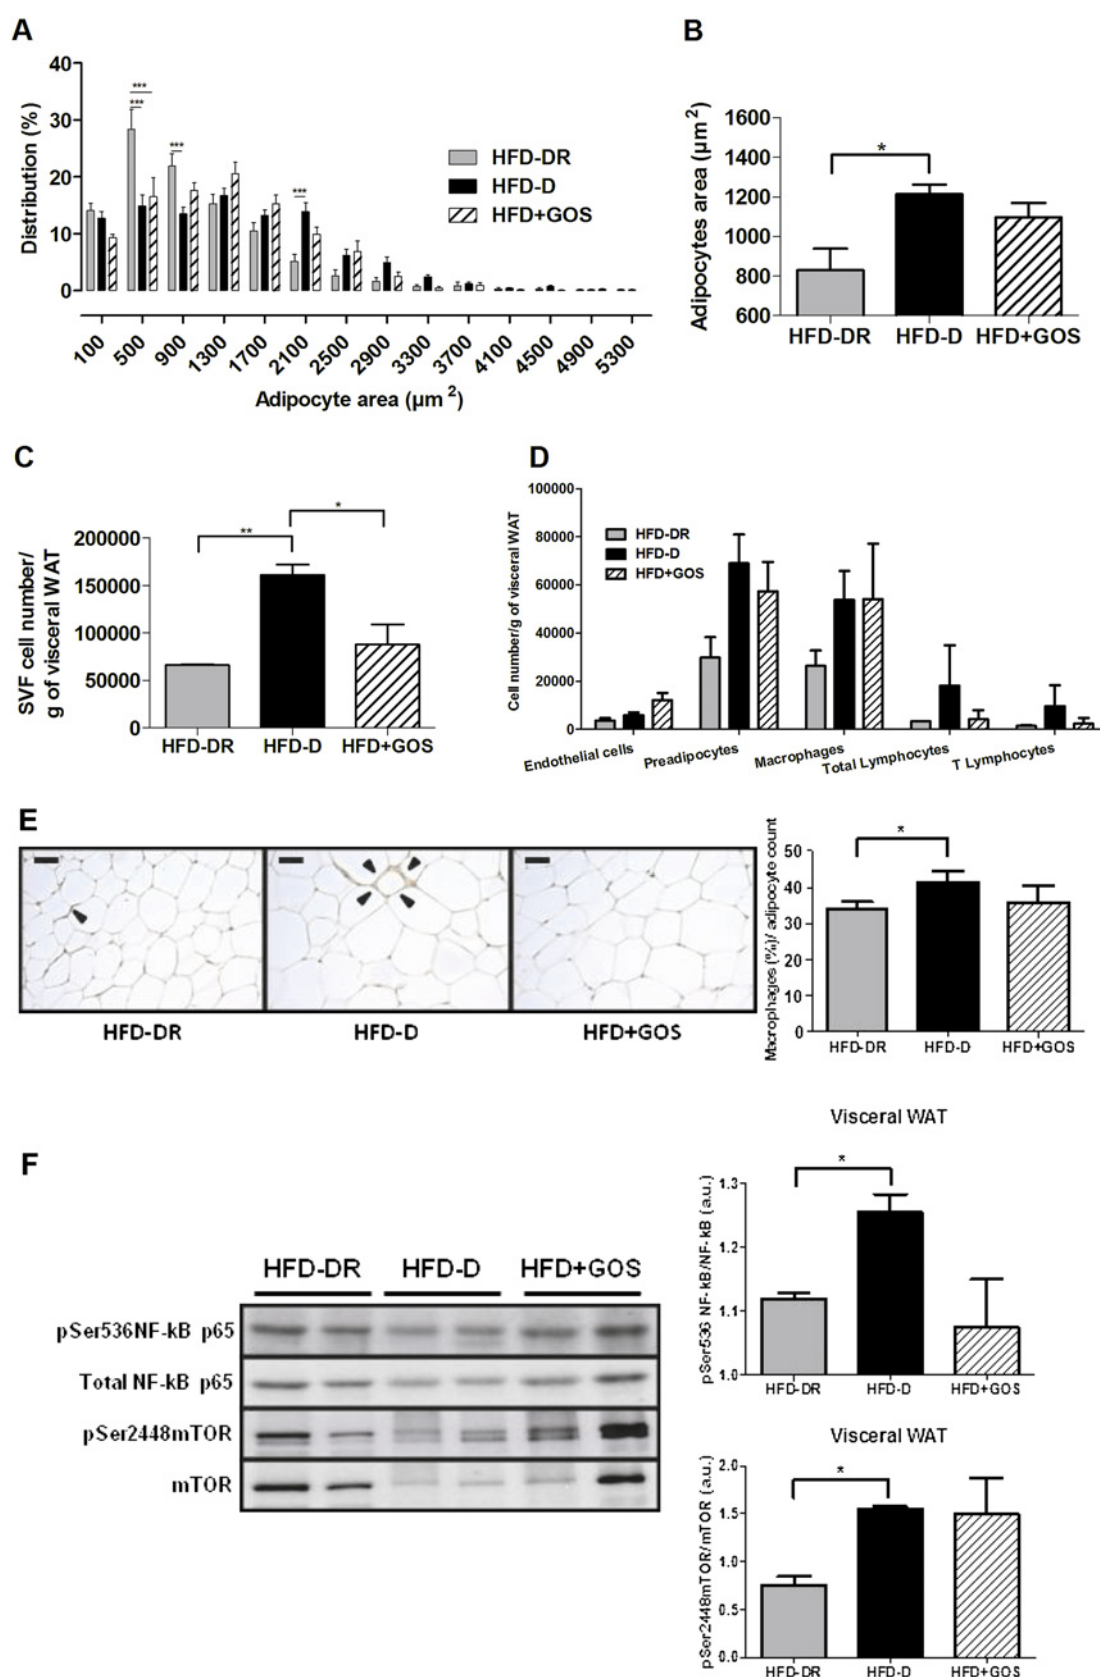 A
40
30
20
10
0
Distribution (%)
***
***
***
***
HFD-DR
HFD-D
HFD+GOS
100
500
900
1300
1700
2100
2500
2900
3300
3700
4100
4500
4900
5300
Adipocyte area (µm²)
B
1600
1400
1200
1000
800
600
Adipocytes area (µm²)
*
HFD-DR
HFD-D
HFD+GOS
C
200000
150000
100000
50000
0
SVF cell number/
g of visceral WAT
**
*
HFD-DR
HFD-D
HFD+GOS
D
100000
80000
60000
40000
20000
0
Cell number/g of visceral WAT
HFD-DR
HFD-D
HFD+GOS
Endothelial cells
Preadipocytes
Macrophages
Total Lymphocytes
T Lymphocytes
E
HFD-DR
HFD-D
HFD+GOS
50
40
30
20
10
0
Macrophages (%)/ adipocyte count
*
HFD-DR
HFD-D
HFD+GOS
F
HFD-DR
HFD-D
HFD+GOS
pSer536NF-kB p65
Total NF-kB p65
pSer2448mTOR
mTOR
Visceral WAT
1.3
1.2
1.1
1.0
pSer536 NF-kB/NF-kB (a.u.)
*
HFD-DR
HFD-D
HFD+GOS
Visceral WAT
2.0
1.5
1.0
0.5
0.0
pSer2448mTOR/mTOR (a.u.)
*
HFD-DR
HFD-D
HFD+GOS